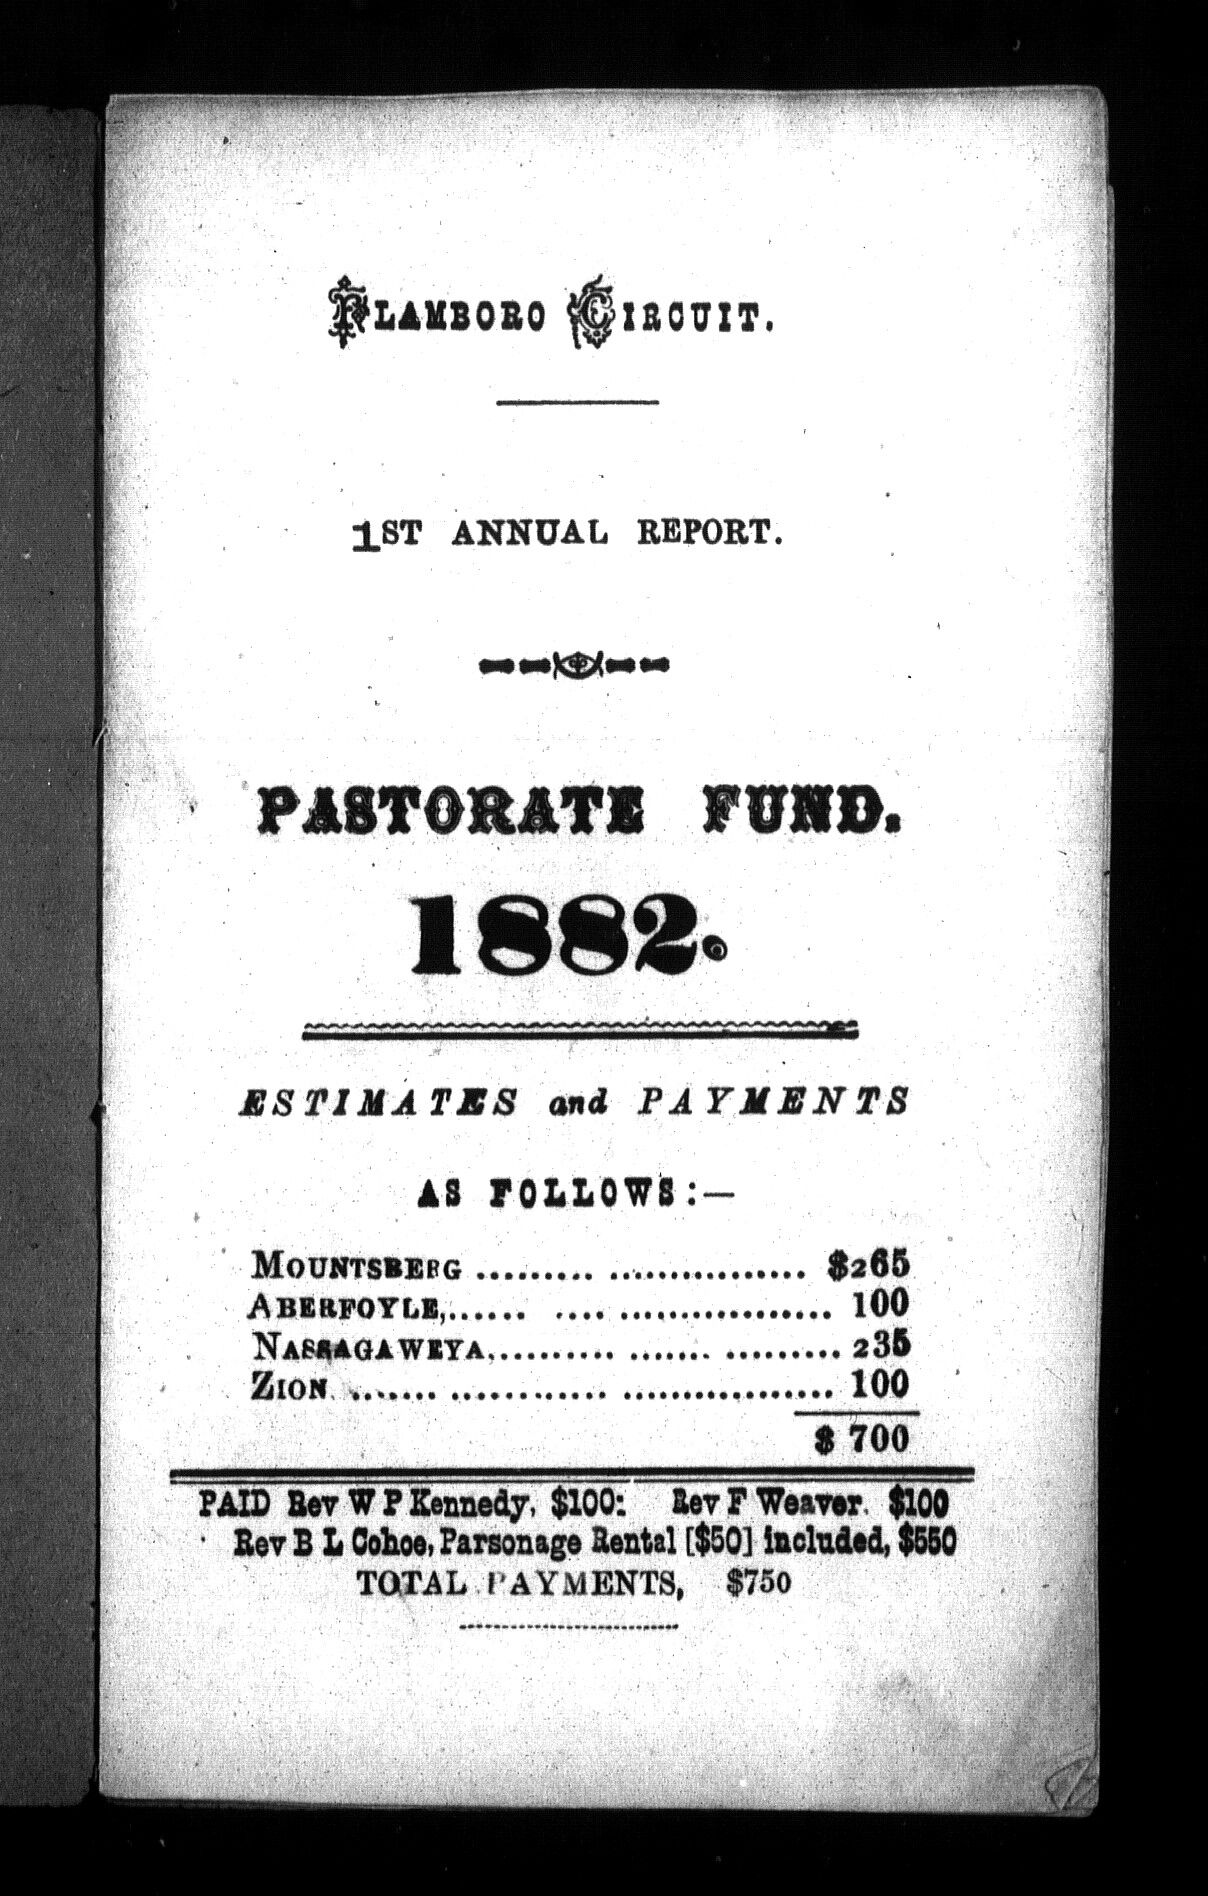 FLAMBORO CIRCUIT.
1ST ANNUAL REPORT.
PASTORATE FUND.
1882.
ESTIMATES and PAYMENTS
AS FOLLOWS:—
MOUNTSBERG .......... ................ $265
ABERFOYLE,...... .... .................. 100
NASSAGAWEYA.......... ....... ......... 235
ZION ....... ............. .................. 100
$ 700
PAID Rev W P Kennedy, $100: Rev F Weaver. $100
Rev B L Cohoe, Parsonage Rental [$50] included, $550
TOTAL PAYMENTS, $750